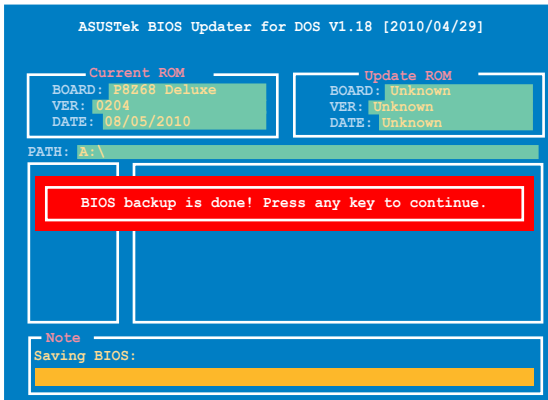 ASUSTek BIOS Updater for DOS V1.18 [2010/04/29]
Current ROM
BOARD: P8Z68 Deluxe
VER: 0204
DATE: 08/05/2010
Update ROM
BOARD: Unknown
VER: Unknown
DATE: Unknown
PATH: A:\
BIOS backup is done! Press any key to continue.
Note
Saving BIOS: